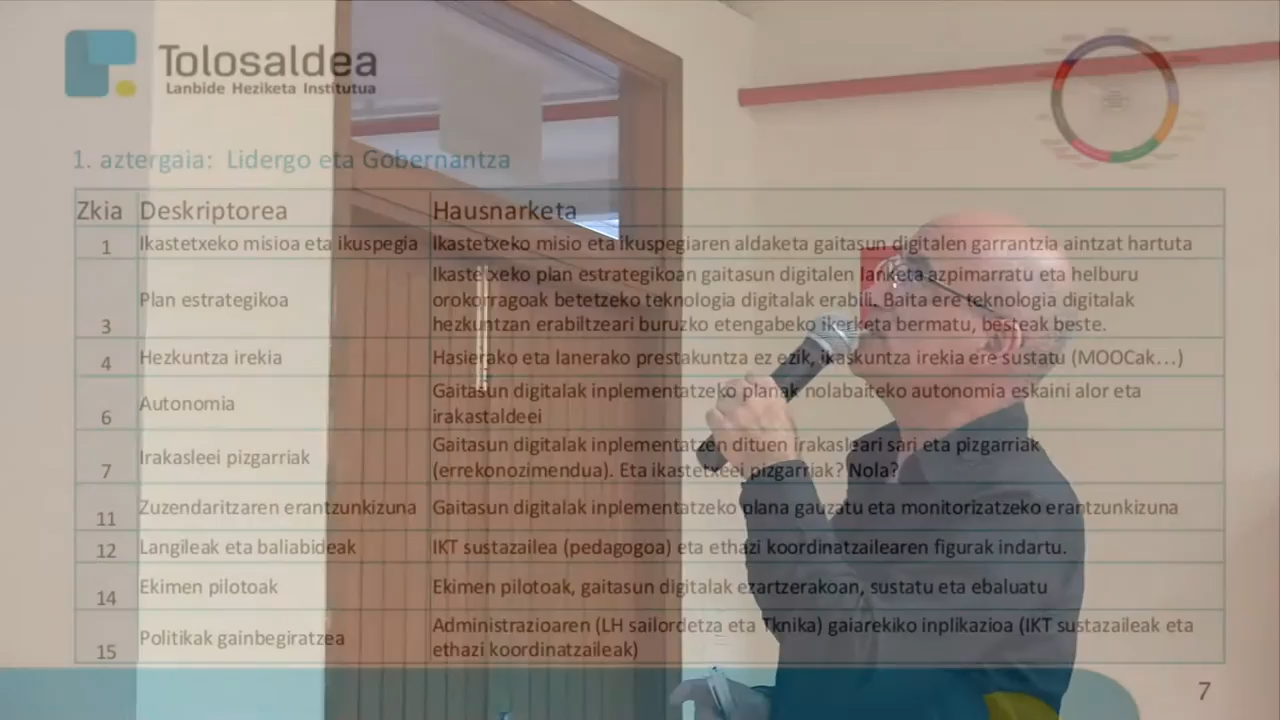 Tolosaldea
Lanbide Heziketa Institutua
1. aztergaia: Lidergo eta Gobernantza
Zkia Deskriptorea Hausnarketa
1 Ikastetxeko misioa eta ikuspegia Ikastetxeko misio eta ikuspegiaren aldaketa gaitasun digitalen garrantzia aintzat hartuta
3 Plan estrategikoa Ikastetxeko plan estrategikoan gaitasun digitalen lanketa azpimarratu eta helburu
orokorragoak betetzeko teknologia digitalak erabili. Baita ere teknologia digitalak
hezkuntzan erabiltzeari buruzko etengabeko ikerketa bermatu, besteak beste.
4 Hezkuntza irekia Hasierako eta lanerako prestakuntza ez ezik, ikaskuntza irekia ere sustatu (MOOCak...)
6 Autonomia Gaitasun digitalak inplementatzeko planak nolabaiteko autonomia eskaini alor eta
irakastaldeei
7 Irakasleei pizgarriak Gaitasun digitalak inplementatzen dituen irakasleari sari eta pizgarriak
(errekonozimendua). Eta ikastetxeei pizgarriak? Nola?
11 Zuzendaritzaren erantzunkizuna Gaitasun digitalak inplementatzeko plana gauzatu eta monitorizatzeko erantzunkizuna
12 Langileak eta baliabideak IKT sustazailea (pedagogoa) eta ethazi koordinatzailearen figurak indartu.
14 Ekimen pilotoak Ekimen pilotoak, gaitasun digitalak ezartzerakoan, sustatu eta ebaluatu
15 Politikak gainbegiratzea Administrazioaren (LH sailordetza eta Tknika) gaiarekiko inplikazioa (IKT sustazaileak eta
ethazi koordinatzaileak)
7